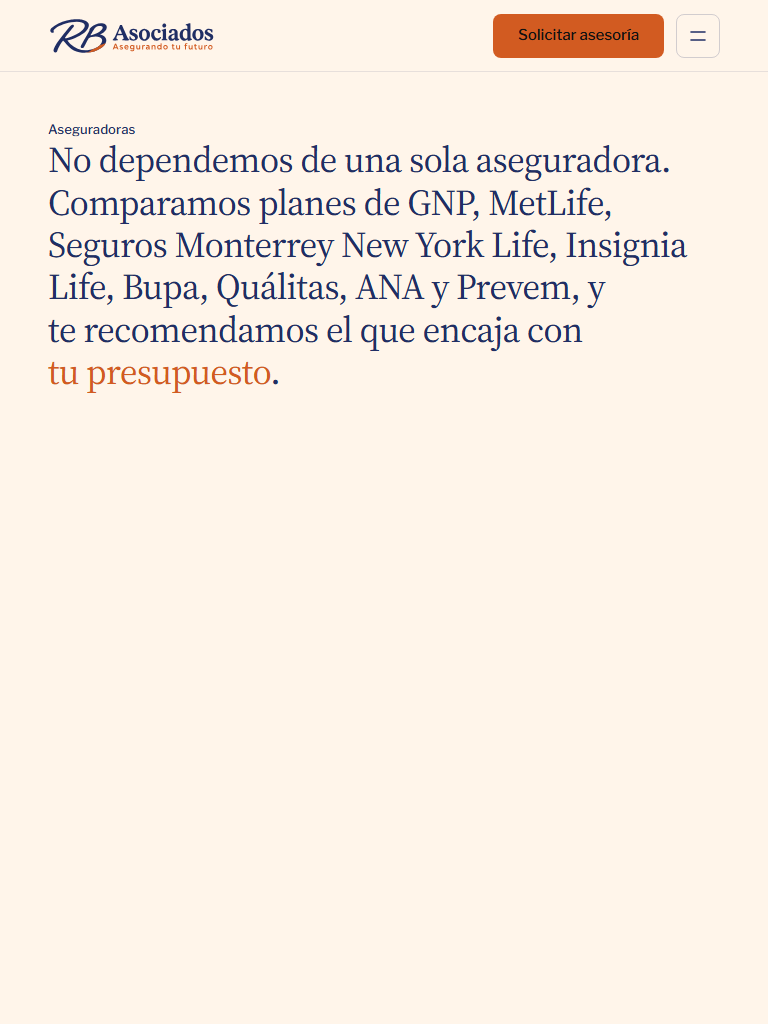 RB Asociados
Asegurando tu futuro
Solicitar asesoría
Aseguradoras
No dependemos de una sola aseguradora.
Comparamos planes de GNP, MetLife,
Seguros Monterrey New York Life, Insignia
Life, Bupa, Quálitas, ANA y Prevem, y
te recomendamos el que encaja con
tu presupuesto.